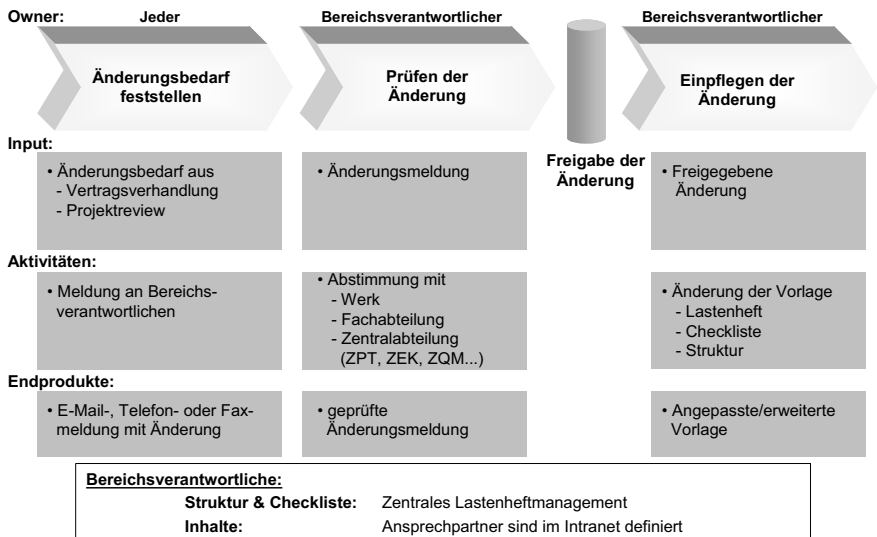 Owner: Jeder Bereichsverantwortlicher Bereichsverantwortlicher
Änderungsbedarf
feststellen
Prüfen der
Änderung
Freigabe der
Änderung
Einpflegen der
Änderung
Input:
• Änderungsbedarf aus
- Vertragsverhandlung
- Projektreview
• Änderungsmeldung
• Freigegebene
Änderung
Aktivitäten:
• Meldung an Bereichs-
verantwortlichen
• Abstimmung mit
- Werk
- Fachabteilung
- Zentralabteilung
(ZPT, ZEK, ZQM...)
• Änderung der Vorlage
- Lastenheft
- Checkliste
- Struktur
Endprodukte:
• E-Mail-, Telefon- oder Fax-
meldung mit Änderung
• geprüfte
Änderungsmeldung
• Angepasste/erweiterte
Vorlage
Bereichsverantwortliche:
Struktur & Checkliste: Zentrales Lastenheftmanagement
Inhalte: Ansprechpartner sind im Intranet definiert